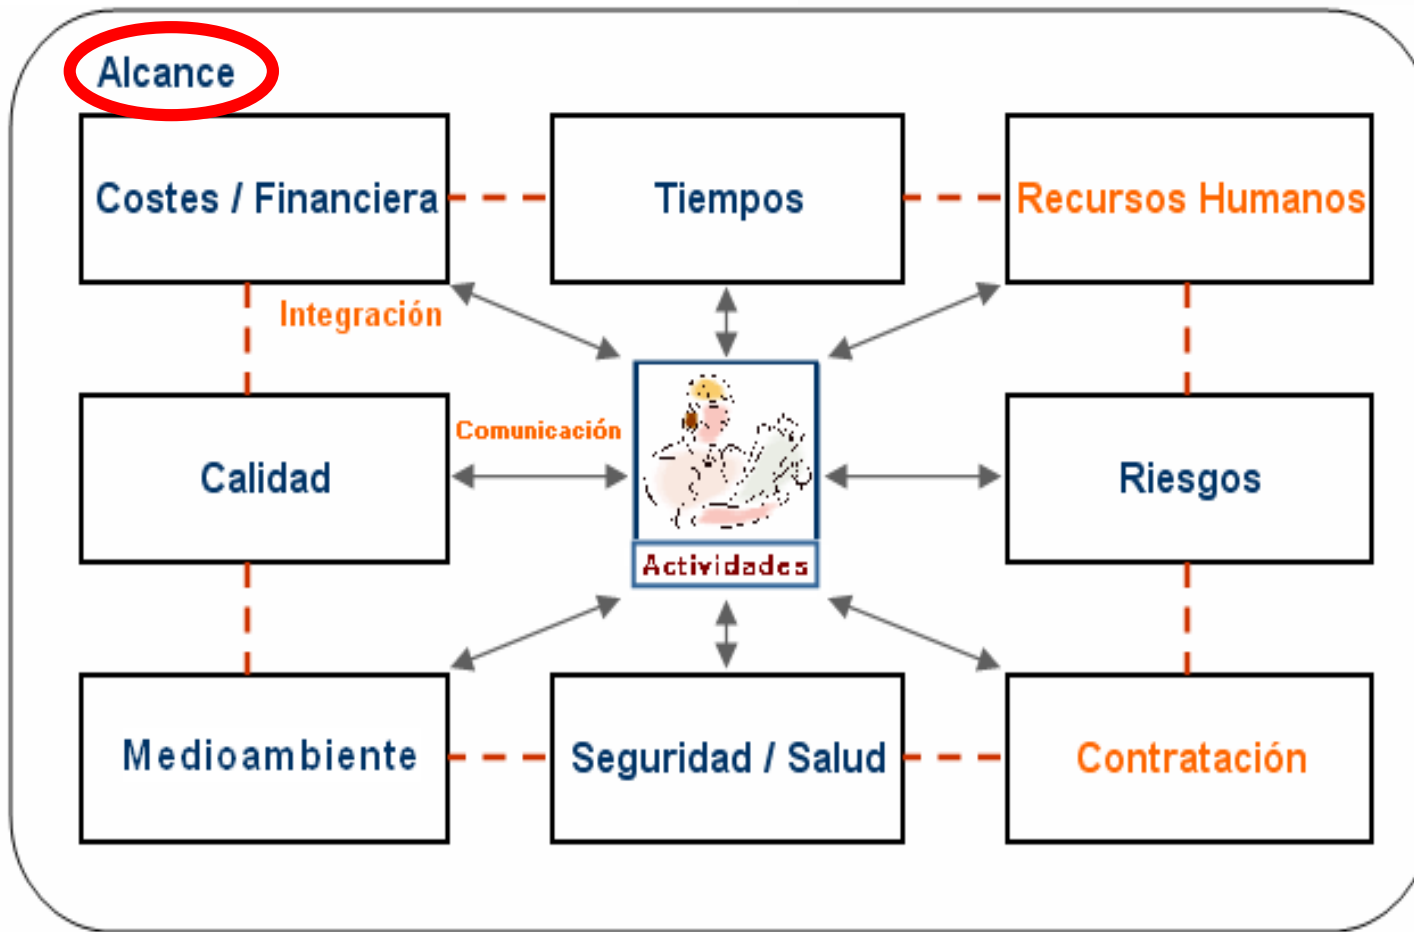 Alcance
Costes / Financiera
Tiempos
Recursos Humanos
Integración
Comunicación
Calidad
Riesgos
Actividades
Medioambiente
Seguridad / Salud
Contratación